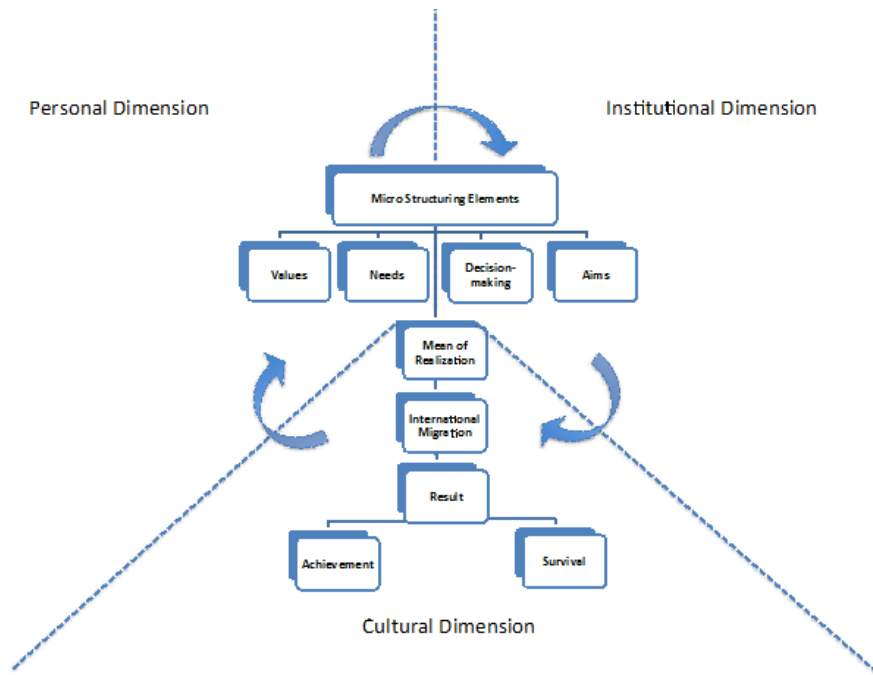 Personal Dimension
Institutional Dimension
Micro Structuring Elements
Values
Needs
Decision-
making
Aims
Mean of
Realization
International
Migration
Result
Achievement
Survival
Cultural Dimension